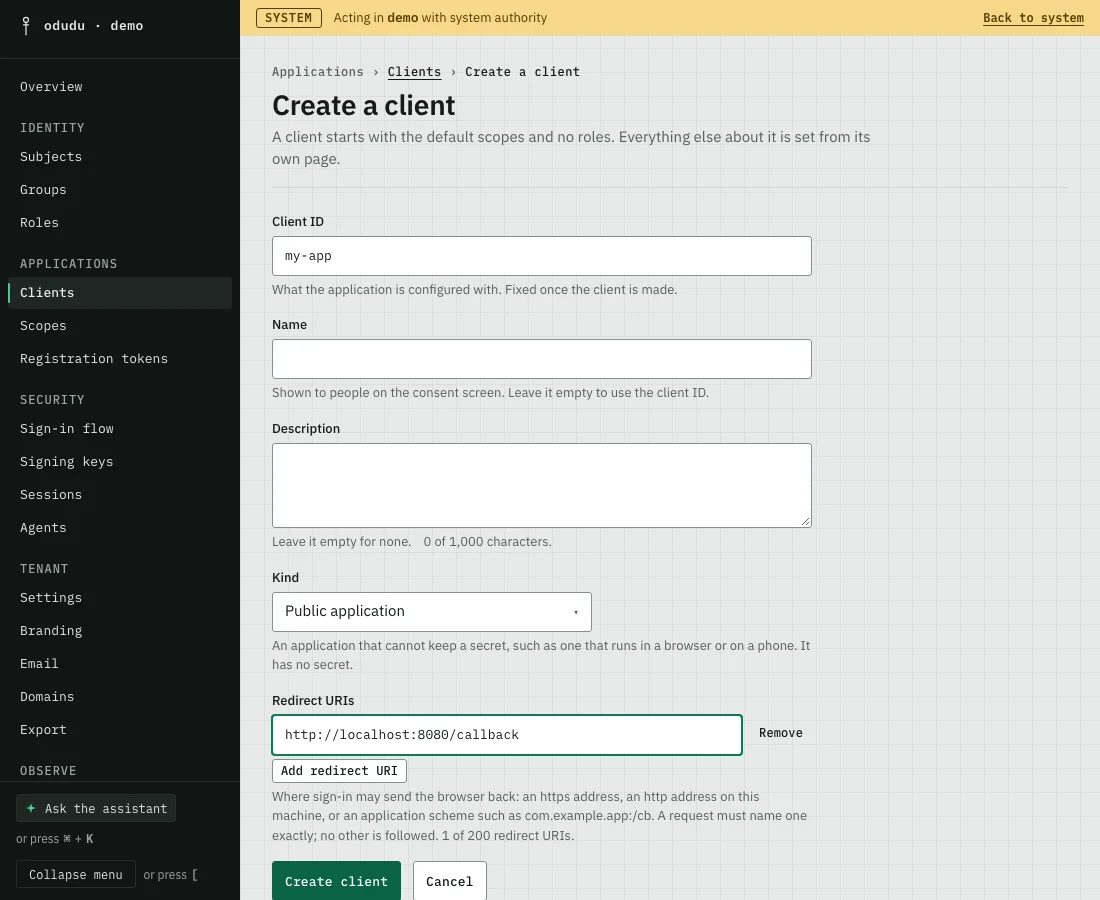 odudu · demo
SYSTEM Acting in demo with system authority Back to system
Overview
IDENTITY
Subjects
Groups
Roles
APPLICATIONS
Clients
Scopes
Registration tokens
SECURITY
Sign-in flow
Signing keys
Sessions
Agents
TENANT
Settings
Branding
Email
Domains
Export
OBSERVE
Ask the assistant
or press ⌘ + K
Collapse menu or press [
Applications › Clients › Create a client
Create a client
A client starts with the default scopes and no roles. Everything else about it is set from its
own page.
Client ID
my-app
What the application is configured with. Fixed once the client is made.
Name
Shown to people on the consent screen. Leave it empty to use the client ID.
Description
Leave it empty for none. 0 of 1,000 characters.
Kind
Public application
An application that cannot keep a secret, such as one that runs in a browser or on a phone. It
has no secret.
Redirect URIs
http://localhost:8080/callback Remove
Add redirect URI
Where sign-in may send the browser back: an https address, an http address on this
machine, or an application scheme such as com.example.app:/cb. A request must name one
exactly; no other is followed. 1 of 200 redirect URIs.
Create client Cancel